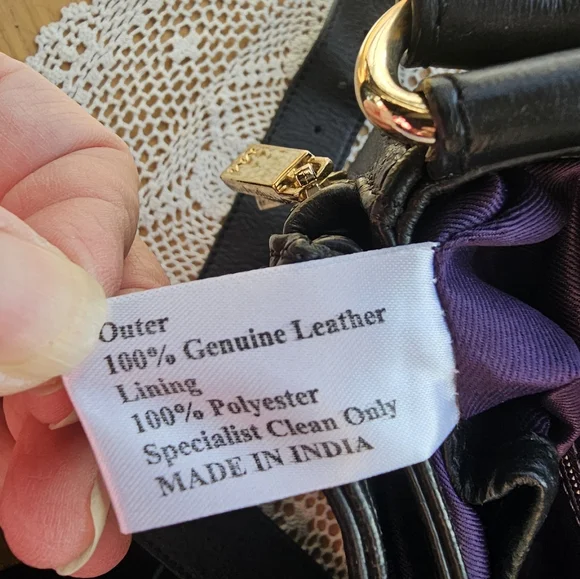 Outer
100% Genuine Leather
Lining
100% Polyester
Specialist Clean Only
MADE IN INDIA